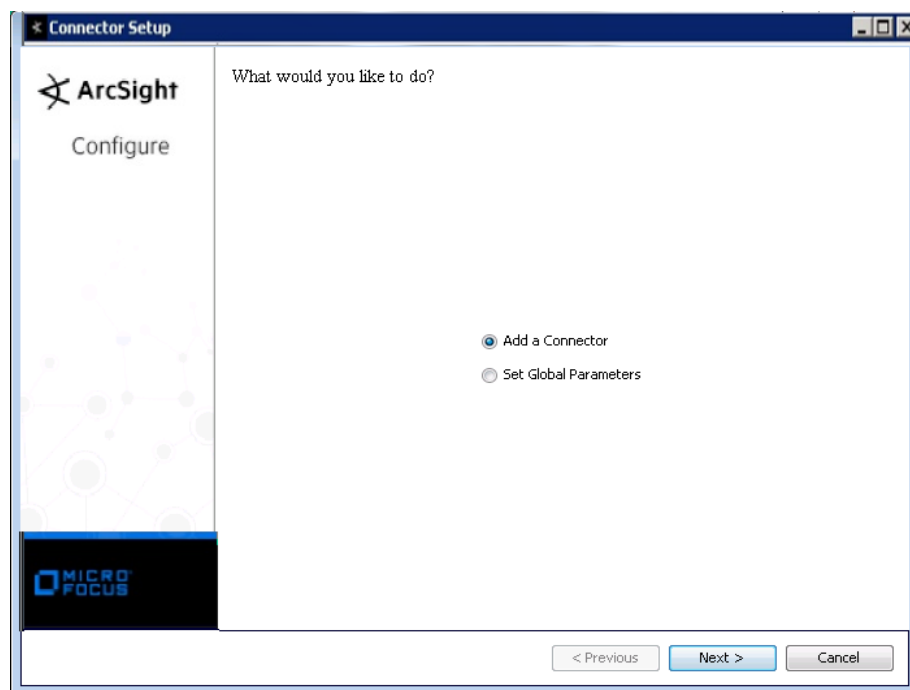 Connector Setup
ArcSight
Configure
What would you like to do?
Add a Connector
Set Global Parameters
MICRO
FOCUS
< Previous
Next >
Cancel